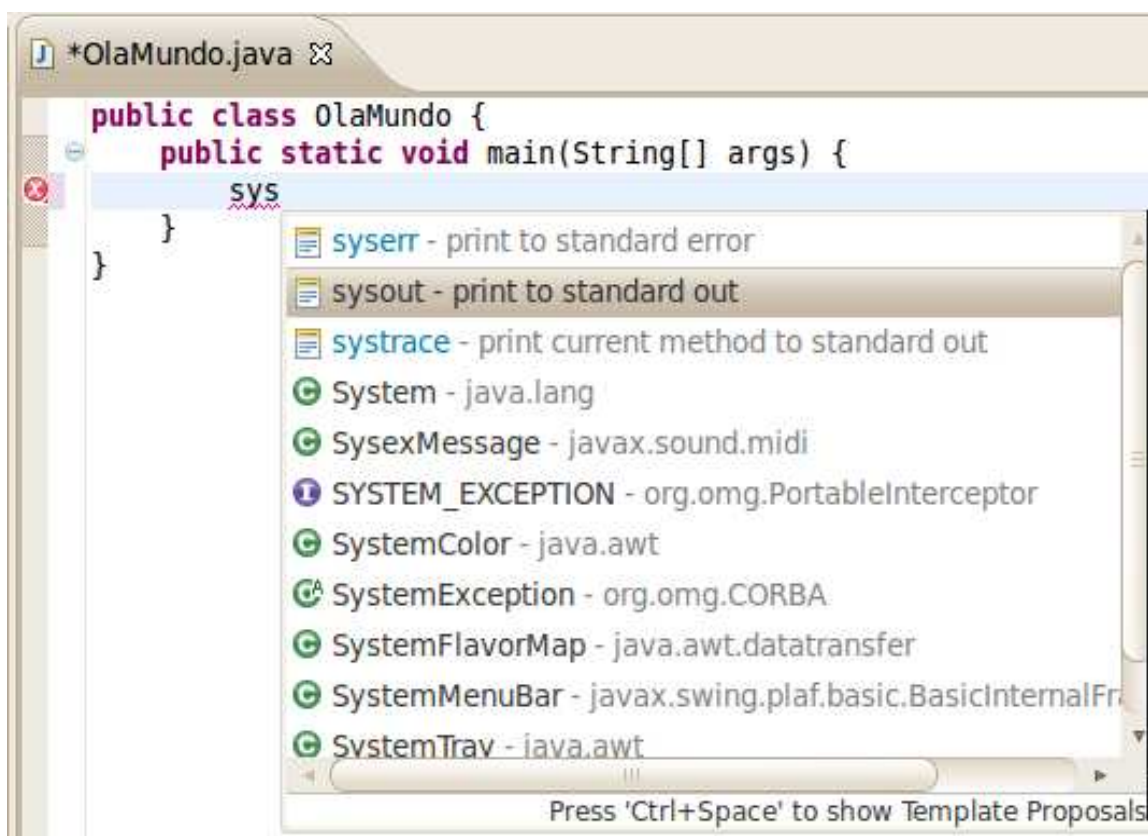 *OlaMundo.java
public class OlaMundo {
public static void main(String[] args) {
sys
}
}
syserr - print to standard error
sysout - print to standard out
systrace - print current method to standard out
System - java.lang
SysexMessage - javax.sound.midi
SYSTEM_EXCEPTION - org.omg.PortableInterceptor
SystemColor - java.awt
SystemException - org.omg.CORBA
SystemFlavorMap - java.awt.datatransfer
SystemMenuBar - javax.swing.plaf.basic.BasicInternalFra
SystemTray - java.awt
Press 'Ctrl+Space' to show Template Proposals